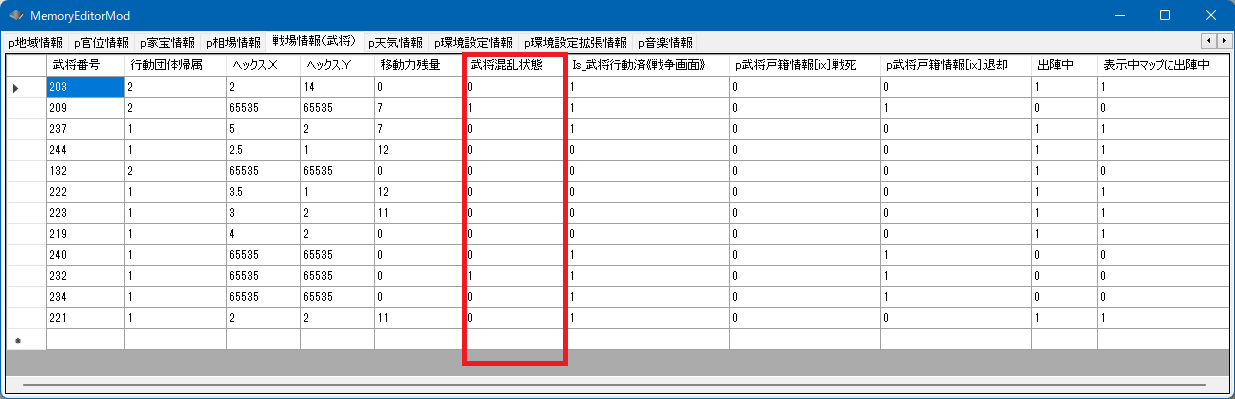 MemoryEditorMod
p地域情報 p官位情報 p家宝情報 p相場情報 戦場情報(武将) p天気情報 p環境設定情報 p環境設定拡張情報 p音楽情報
武将番号 行動団体帰属 ヘックスX ヘックスY 移動力残量 武将混乱状態 Is_武将行動済《戦争画面》 p武将戸籍情報[ix]戦死 p武将戸籍情報[ix]退却 出陣中 表示中マップに出陣中
203 2 2 14 0 0 1 0 0 1 1
209 2 65535 65535 7 1 1 0 1 0 0
237 1 5 2 7 0 1 0 0 1 1
244 1 2.5 1 12 0 0 0 0 1 1
132 2 65535 65535 0 0 0 0 0 1 0
222 1 3.5 1 12 0 0 0 0 1 1
223 1 3 2 11 0 0 0 0 1 1
219 1 4 2 0 0 0 0 0 1 1
240 1 65535 65535 0 0 1 0 1 0 0
232 1 65535 65535 0 1 1 0 1 0 0
234 1 65535 65535 0 0 1 0 1 0 0
221 1 2 2 11 0 1 0 0 1 1